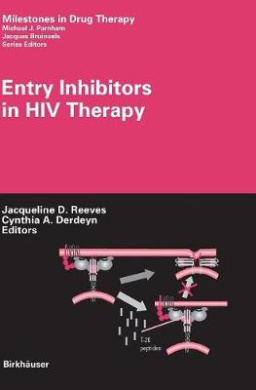 Milestones in Drug Therapy
Michael J. Parnham
Jacques Bruinvels
Series Editors
Entry Inhibitors
in HIV Therapy
Jacqueline D. Reeves
Cynthia A. Derdeyn
Editors
T-20
peptides
Birkhäuser